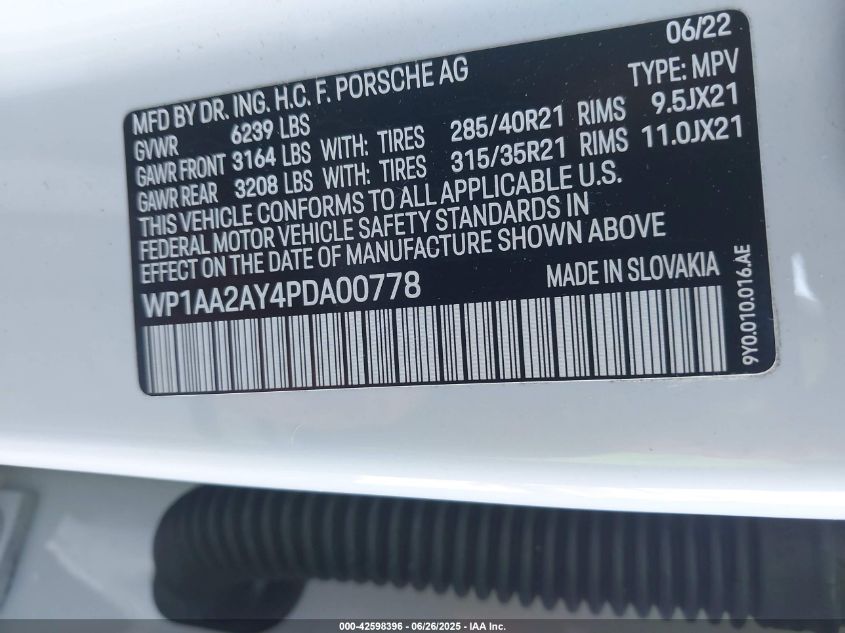 06/22
MFD BY DR. ING. H.C. F. PORSCHE AG
TYPE: MPV
GVWR 6239 LBS
GAWR FRONT 3164 LBS WITH: TIRES 285/40R21 RIMS 9.5JX21
GAWR REAR 3208 LBS WITH: TIRES 315/35R21 RIMS 11.0JX21
THIS VEHICLE CONFORMS TO ALL APPLICABLE U.S.
FEDERAL MOTOR VEHICLE SAFETY STANDARDS IN
EFFECT ON THE DATE OF MANUFACTURE SHOWN ABOVE
WP1AA2AY4PDA00778 MADE IN SLOVAKIA
9Y0.010.016.AE
000-42598396 - 06/26/2025 - IAA Inc.